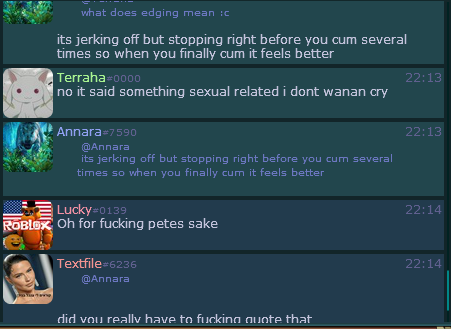 what does edging mean :c
its jerking off but stopping right before you cum several
times so when you finally cum it feels better
Terraha#0000 22:13
no it said something sexual related i dont wanan cry
Annara#7590 22:13
@Annara
its jerking off but stopping right before you cum several
times so when you finally cum it feels better
Lucky#0139 22:14
Oh for fucking petes sake
ROBLOX
Textfile#6236 22:14
@Annara
did you really have to fucking quote that